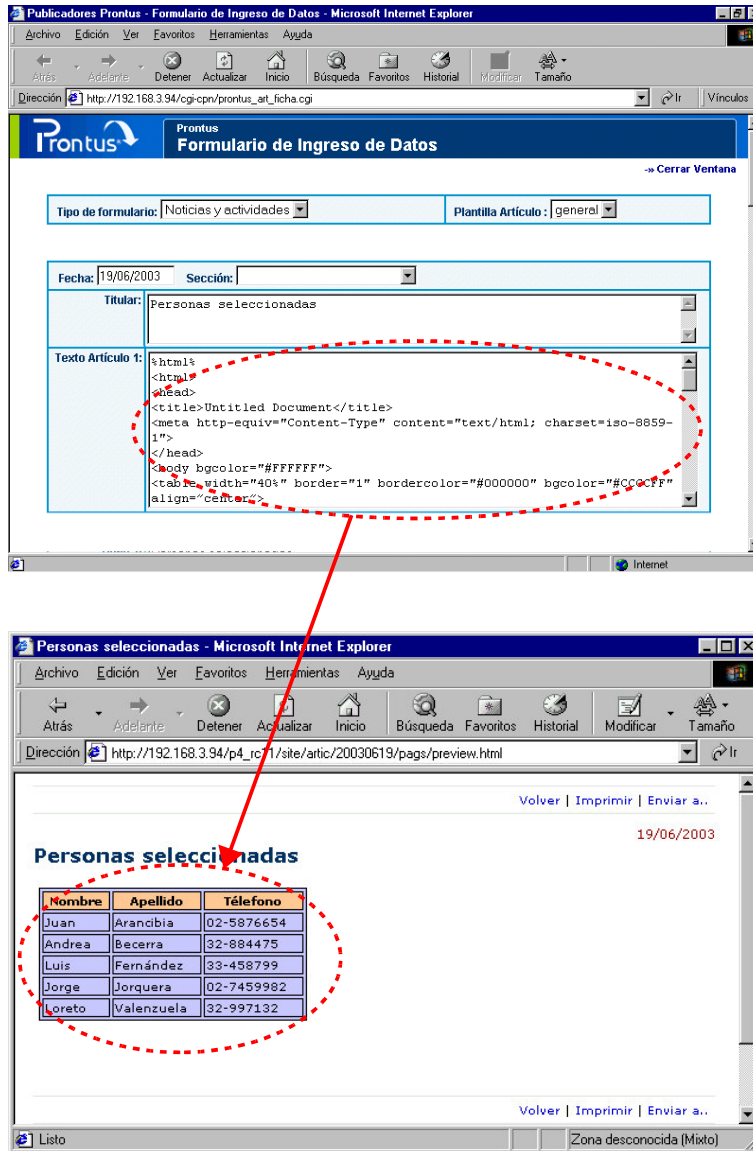 Publicadores Prontus - Formulario de Ingreso de Datos - Microsoft Internet Explorer
Archivo Edición Ver Favoritos Herramientas Ayuda
Atrás Adelante Detener Actualizar Inicio Búsqueda Favoritos Historial Modificar Tamaño
Dirección http://192.168.3.94/cgi-cpn/prontus_art_ficha.cgi Ir Vínculos
Prontus Prontus
Formulario de Ingreso de Datos
-» Cerrar Ventana
Tipo de formulario: Noticias y actividades Plantilla Artículo : general
Fecha: 19/06/2003 Sección:
Titular: Personas seleccionadas
Texto Artículo 1: %html%
<html>
<head>
<title>Untitled Document</title>
<meta http-equiv="Content-Type" content="text/html; charset=iso-8859-
1">
</head>
<body bgcolor="#FFFFFF">
<table width="40%" border="1" bordercolor="#000000" bgcolor="#CCCCFF"
align="center">
Internet
Personas seleccionadas - Microsoft Internet Explorer
Archivo Edición Ver Favoritos Herramientas Ayuda
Atrás Adelante Detener Actualizar Inicio Búsqueda Favoritos Historial Modificar Tamaño
Dirección http://192.168.3.94/p4_rc11/site/artic/20030619/pags/preview.html Ir
Volver | Imprimir | Enviar a..
19/06/2003
Personas seleccionadas
Nombre Apellido Télefono
Juan Arancibia 02-5876654
Andrea Becerra 32-884475
Luis Fernández 33-458799
Jorge Jorquera 02-7459982
Loreto Valenzuela 32-997132
Volver | Imprimir | Enviar a..
Listo Zona desconocida (Mixto)